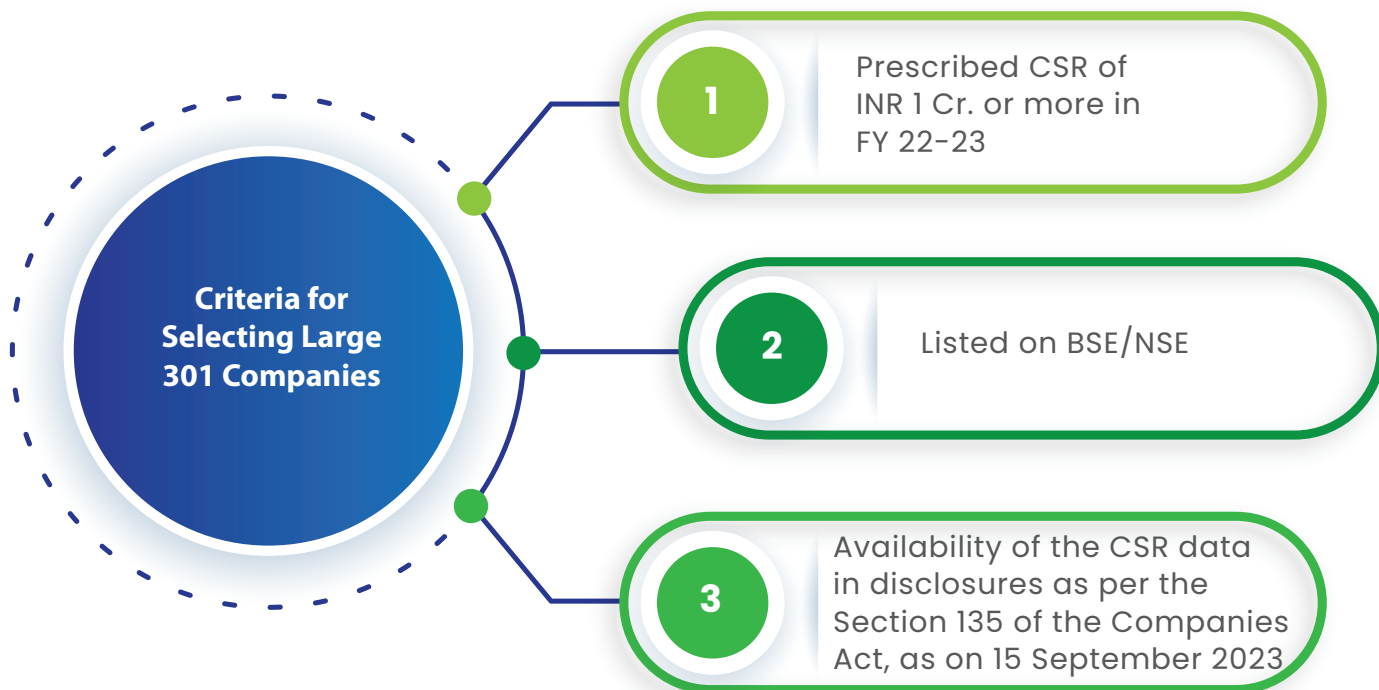 Criteria for
Selecting Large
301 Companies
1
Prescribed CSR of
INR 1 Cr. or more in
FY 22-23
2
Listed on BSE/NSE
3
Availability of the CSR data
in disclosures as per the
Section 135 of the Companies
Act, as on 15 September 2023